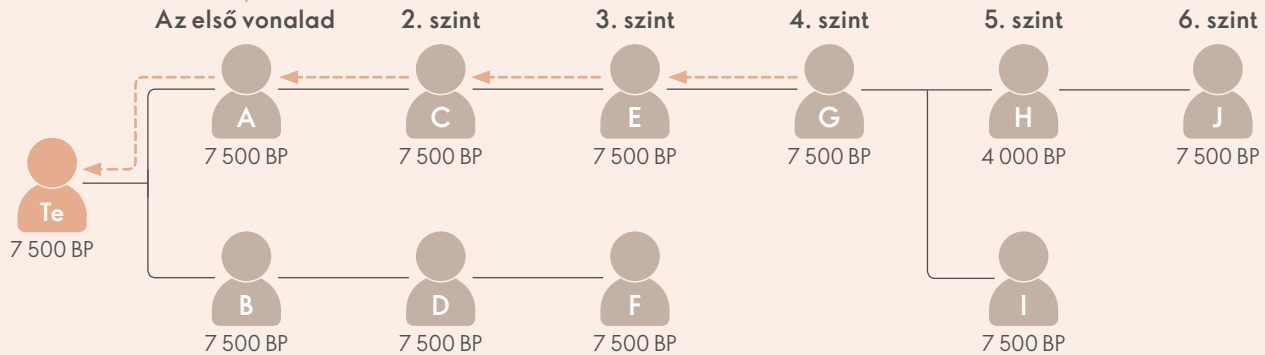 Az első vonalad 2. szint 3. szint 4. szint 5. szint 6. szint
A C E G H J
7 500 BP 7 500 BP 7 500 BP 7 500 BP 4 000 BP 7 500 BP
Te
7 500 BP
B D F I
7 500 BP 7 500 BP 7 500 BP 7 500 BP